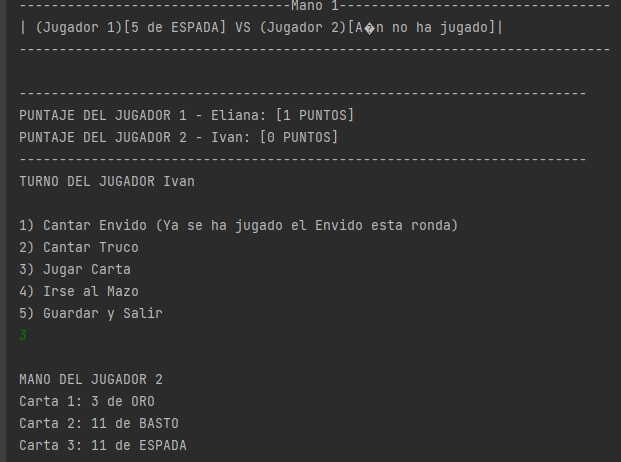 ----------------------------------Mano 1----------------------------------
| (Jugador 1)[5 de ESPADA] VS (Jugador 2)[A�n no ha jugado]|
--------------------------------------------------------------------------
-----------------------------------------------------------------------
PUNTAJE DEL JUGADOR 1 - Eliana: [1 PUNTOS]
PUNTAJE DEL JUGADOR 2 - Ivan: [0 PUNTOS]
-----------------------------------------------------------------------
TURNO DEL JUGADOR Ivan
1) Cantar Envido (Ya se ha jugado el Envido esta ronda)
2) Cantar Truco
3) Jugar Carta
4) Irse al Mazo
5) Guardar y Salir
3
MANO DEL JUGADOR 2
Carta 1: 3 de ORO
Carta 2: 11 de BASTO
Carta 3: 11 de ESPADA